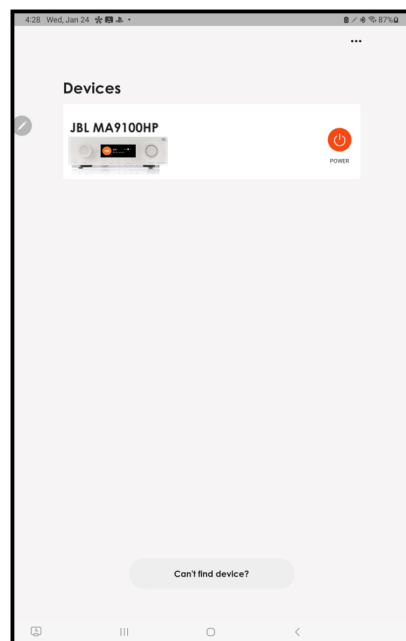 4:28 Wed, Jan 24
87%
Devices
JBL MA9100HP
POWER
Can't find device?